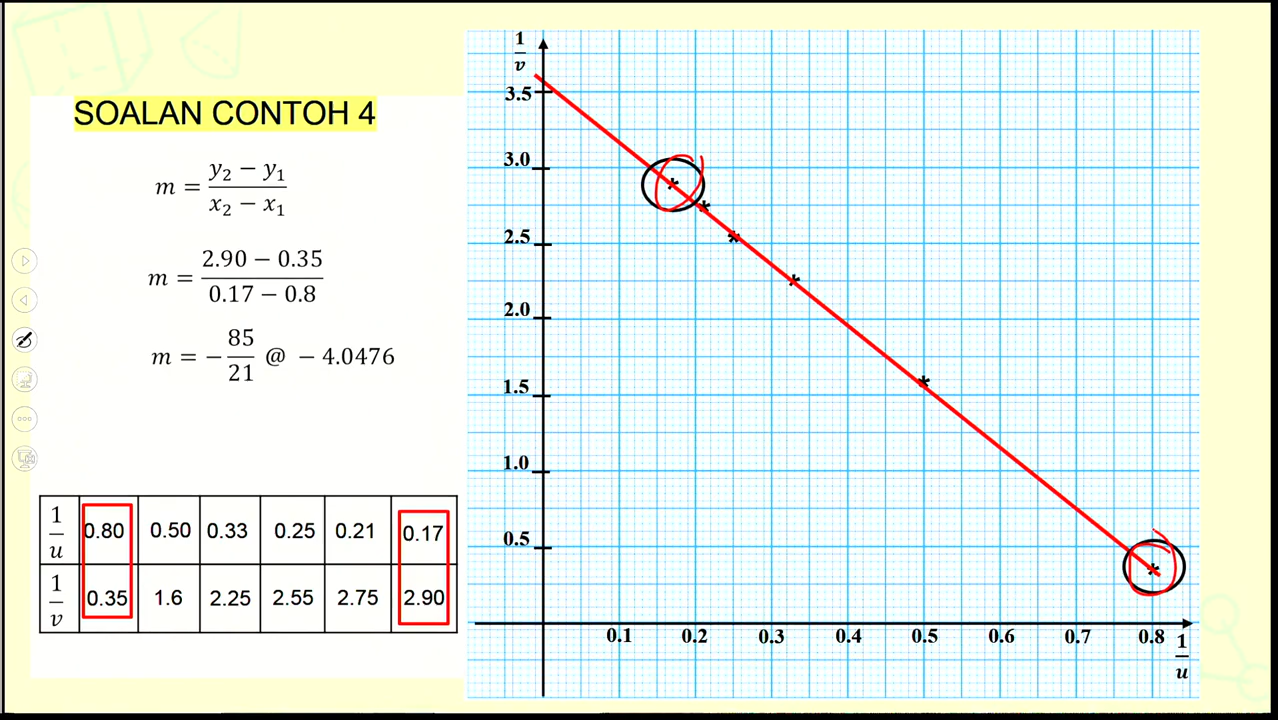 SOALAN CONTOH 4
m = (y₂ − y₁)/(x₂ − x₁)
m = (2.90 − 0.35)/(0.17 − 0.8)
m = −85/21 @ − 4.0476
1/u 0.80 0.50 0.33 0.25 0.21 0.17
1/v 0.35 1.6 2.25 2.55 2.75 2.90
1/v
3.5
3.0
2.5
2.0
1.5
1.0
0.5
0.1 0.2 0.3 0.4 0.5 0.6 0.7 0.8 1/u